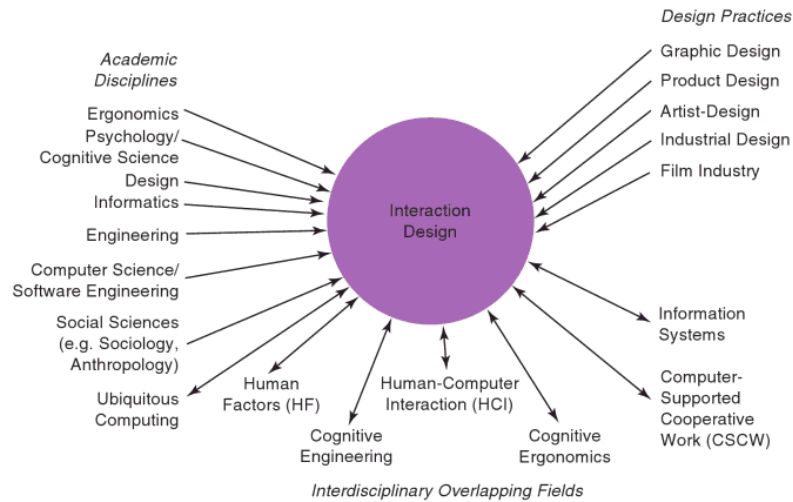 Academic
Disciplines
Ergonomics
Psychology/
Cognitive Science
Design
Informatics
Engineering
Computer Science/
Software Engineering
Social Sciences
(e.g. Sociology,
Anthropology)
Ubiquitous
Computing
Design Practices
Graphic Design
Product Design
Artist-Design
Industrial Design
Film Industry
Interaction
Design
Human
Factors (HF)
Cognitive
Engineering
Human-Computer
Interaction (HCI)
Cognitive
Ergonomics
Information
Systems
Computer-
Supported
Cooperative
Work (CSCW)
Interdisciplinary Overlapping Fields